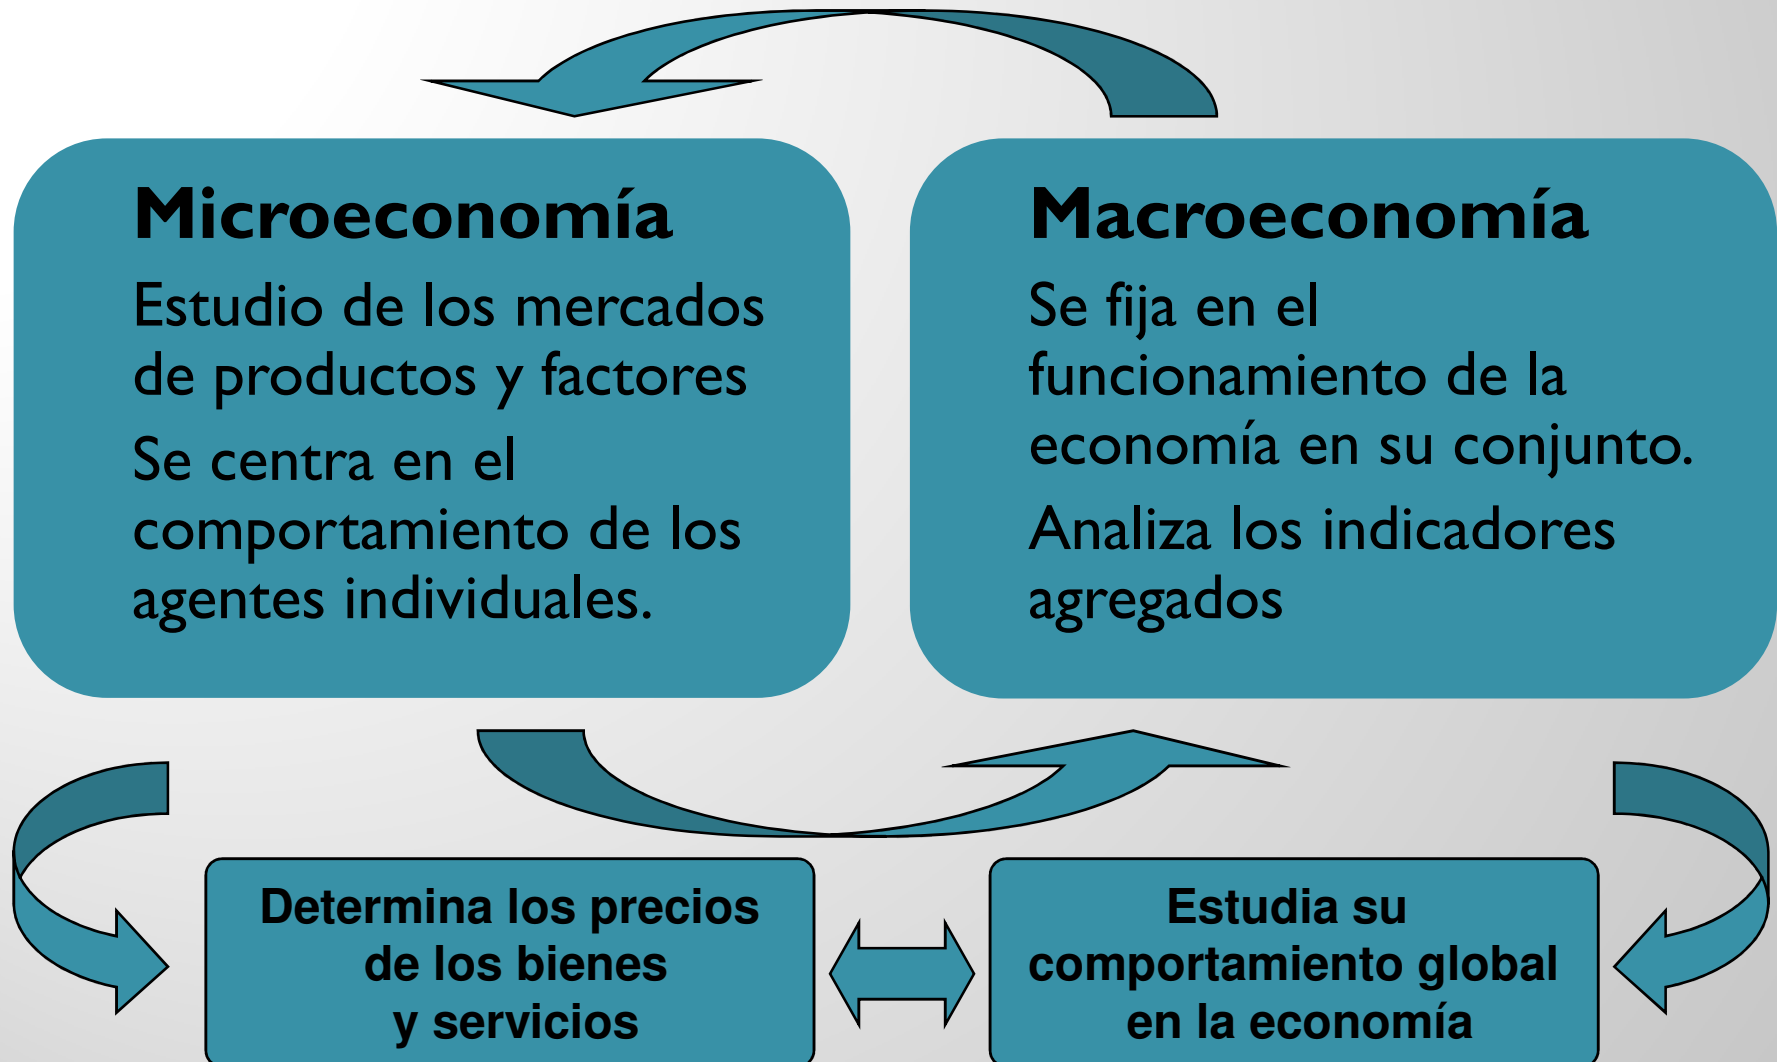 Microeconomía
Estudio de los mercados
de productos y factores
Se centra en el
comportamiento de los
agentes individuales.
Macroeconomía
Se fija en el
funcionamiento de la
economía en su conjunto.
Analiza los indicadores
agregados
Determina los precios
de los bienes
y servicios
Estudia su
comportamiento global
en la economía